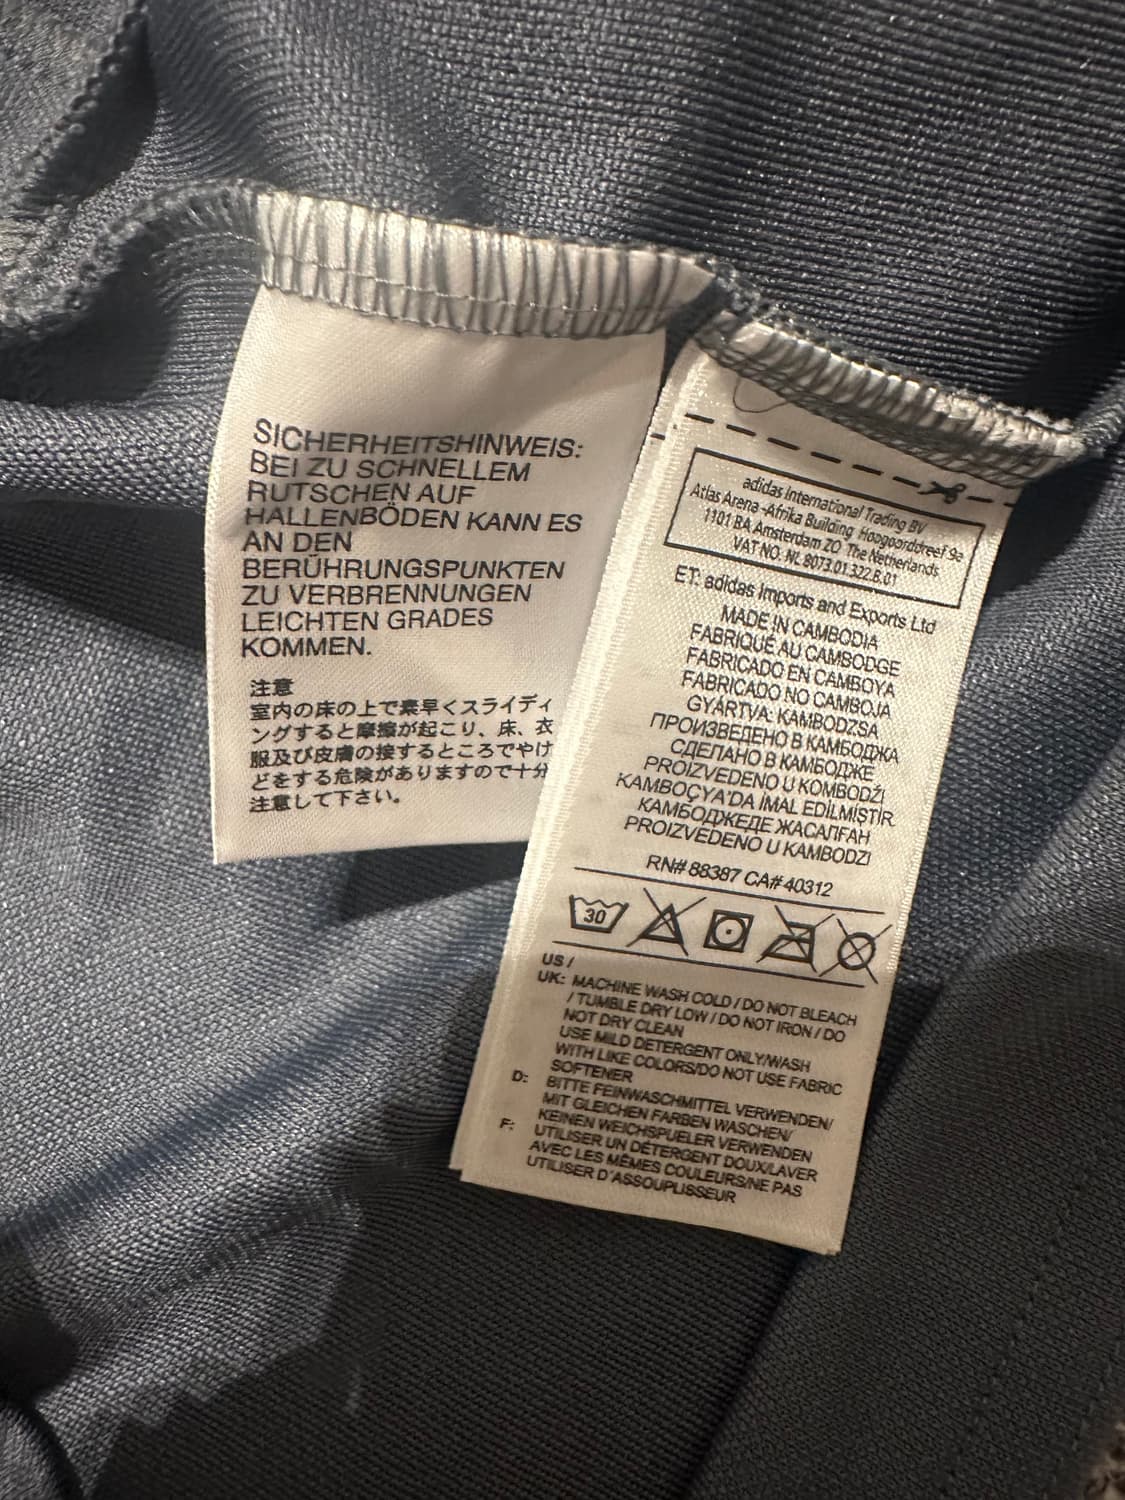 SICHERHEITSHINWEIS:
BEI ZU SCHNELLEM
RUTSCHEN AUF
HALLENBÖDEN KANN ES
AN DEN
BERÜHRUNGSPUNKTEN
ZU VERBRENNUNGEN
LEICHTEN GRADES
KOMMEN.
注意
室内の床の上で素早くスライディ
ングすると摩擦が起こり、床、衣
服及び皮膚の接するところでやけ
どをする危険がありますので十分
注意して下さい。
adidas International Trading BV
Atlas Arena -Afrika Building Hoogoorddreef 9a
1101 BA Amsterdam ZO The Netherlands
VAT NO. NL 8073.01.322.B.01
ET: adidas Imports and Exports Ltd
MADE IN CAMBODIA
FABRIQUÉ AU CAMBODGE
FABRICADO EN CAMBOYA
FABRICADO NO CAMBOJA
GYÁRTVA: KAMBODZSA
ПРОИЗВЕДЕНО В КАМБОДЖА
СДЕЛАНО В КАМБОДЖЕ
PROIZVEDENO U KOMBODŽI
KAMBOÇYA'DA İMAL EDİLMİŞTİR
КАМБОДЖЕДЕ ЖАСАЛҒАН
PROIZVEDENO U KAMBODZI
RN# 88387 CA# 40312
30
US /
UK: MACHINE WASH COLD / DO NOT BLEACH
/ TUMBLE DRY LOW / DO NOT IRON / DO
NOT DRY CLEAN
USE MILD DETERGENT ONLY/WASH
WITH LIKE COLORS/DO NOT USE FABRIC
SOFTENER
D: BITTE FEINWASCHMITTEL VERWENDEN/
MIT GLEICHEN FARBEN WASCHEN/
KEINEN WEICHSPUELER VERWENDEN
F: UTILISER UN DÉTERGENT DOUX/LAVER
AVEC LES MÊMES COULEURS/NE PAS
UTILISER D'ASSOUPLISSEUR